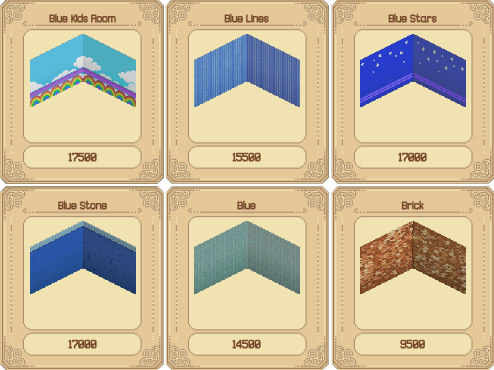 Blue Kids Room
Blue Lines
Blue Stars
17500
15500
17000
Blue Stone
Blue
Brick
17000
14500
9500